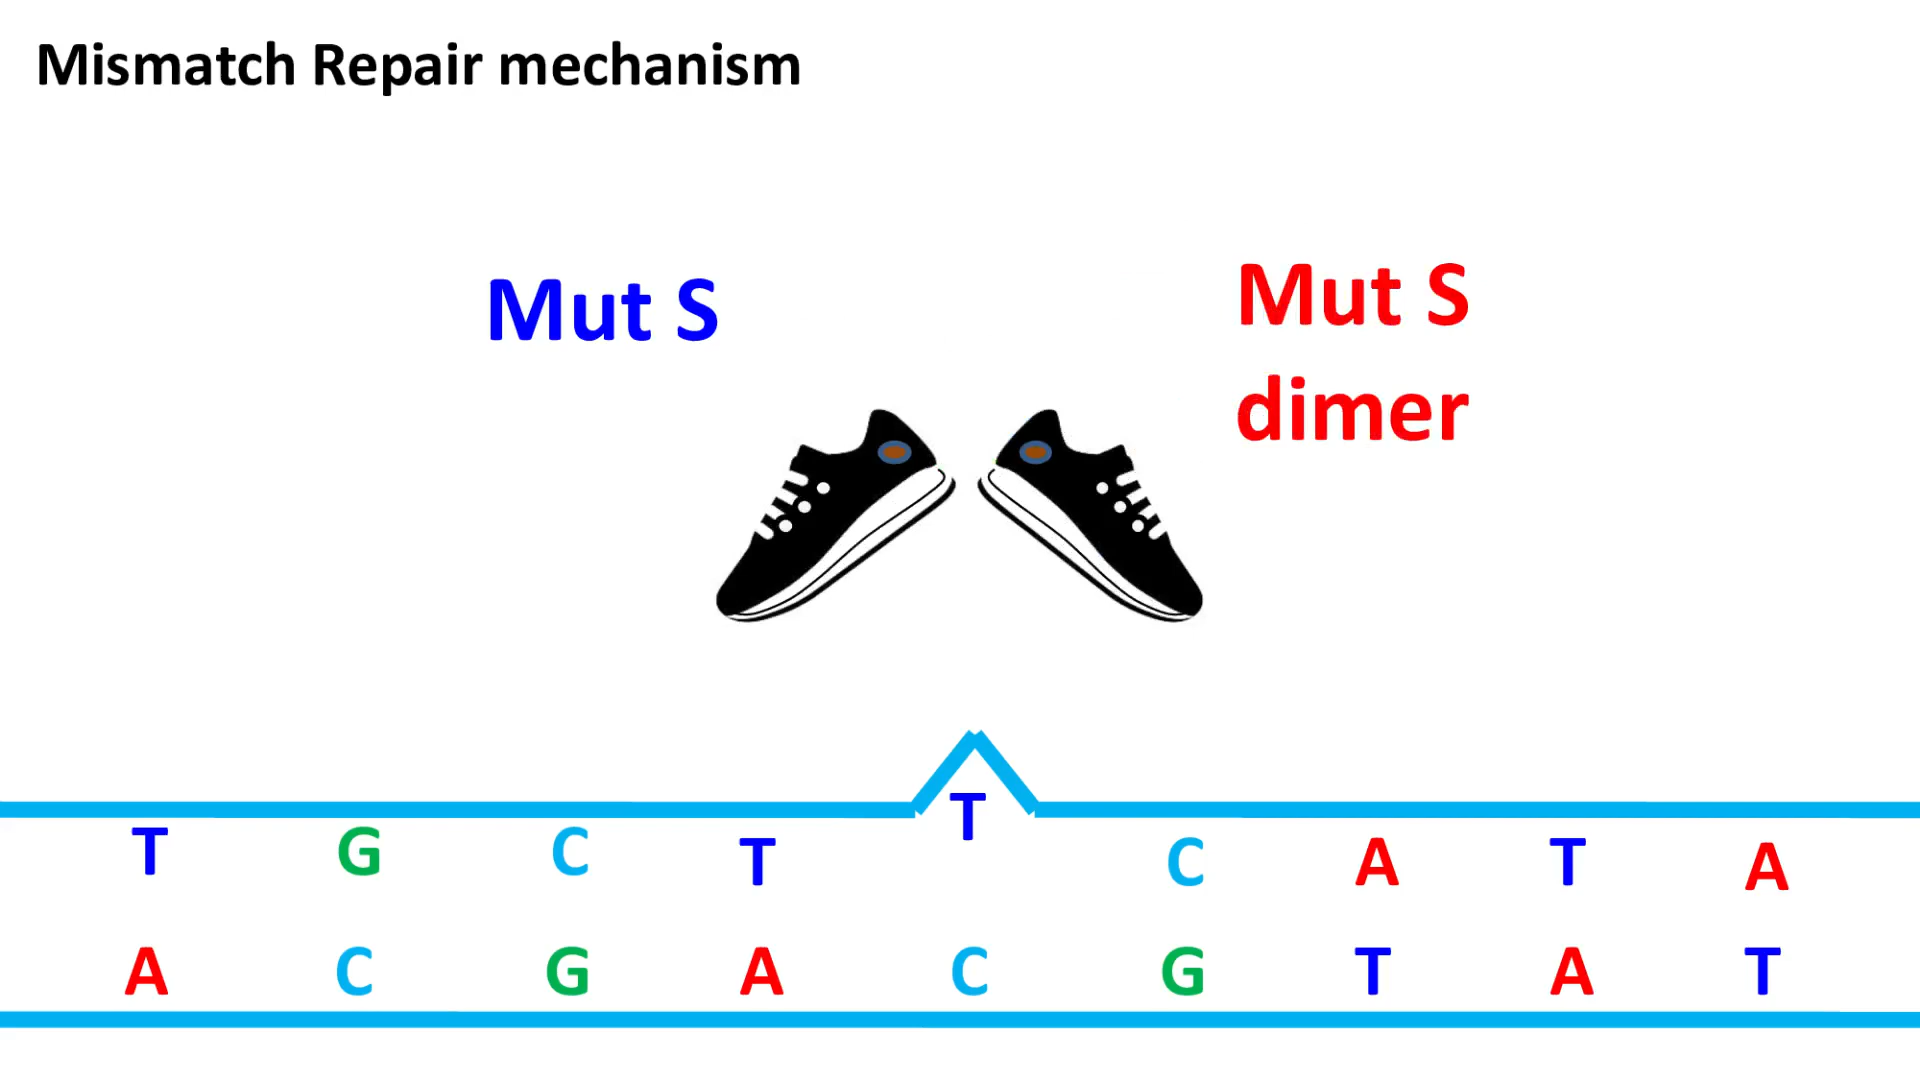 Mismatch Repair mechanism
Mut S
Mut S
dimer
T G C T T C A T A
A C G A C G T A T